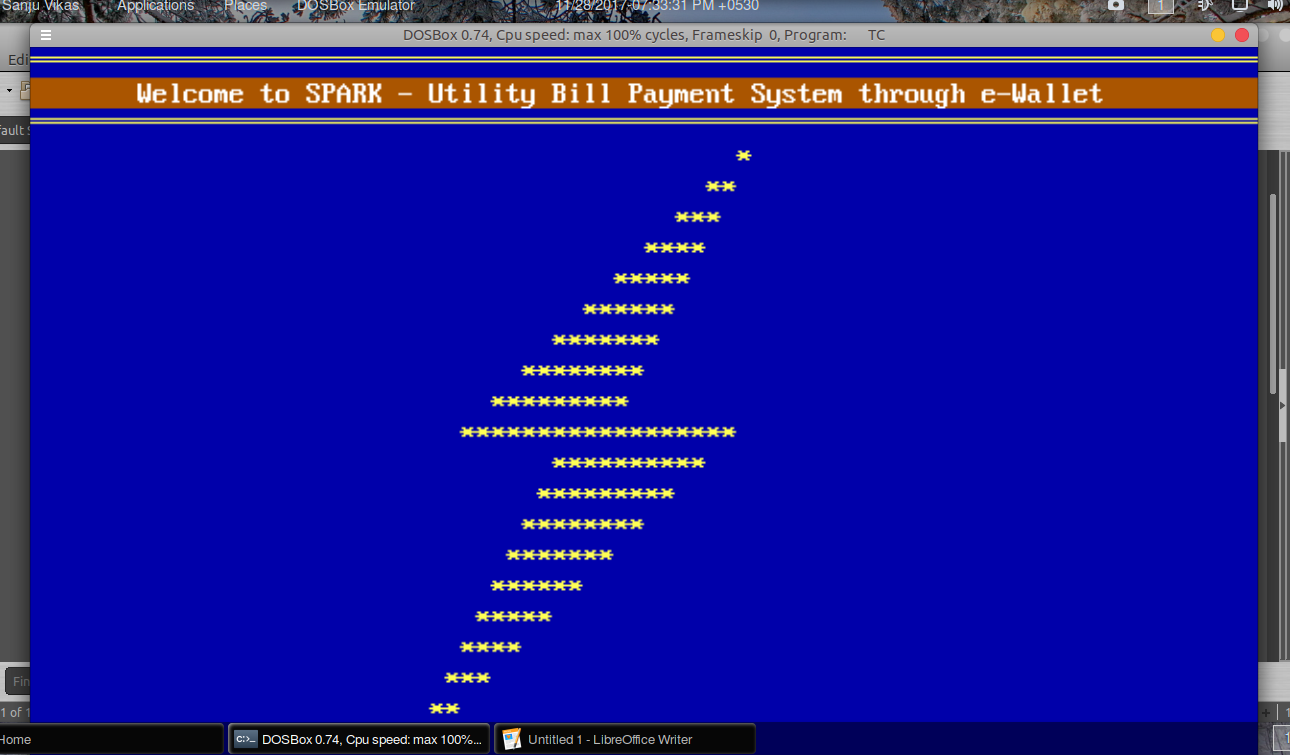 Sanju Vikas Applications Places DOSBox Emulator 11/28/2017-07:33:31 PM +0530 1
DOSBox 0.74, Cpu speed: max 100% cycles, Frameskip 0, Program: TC
Edi
Welcome to SPARK - Utility Bill Payment System through e-Wallet
fault S
*
**
***
****
*****
******
*******
********
*********
******************
**********
*********
********
*******
******
*****
****
***
Fin
**
1 of 1
Home DOSBox 0.74, Cpu speed: max 100%... Untitled 1 - LibreOffice Writer